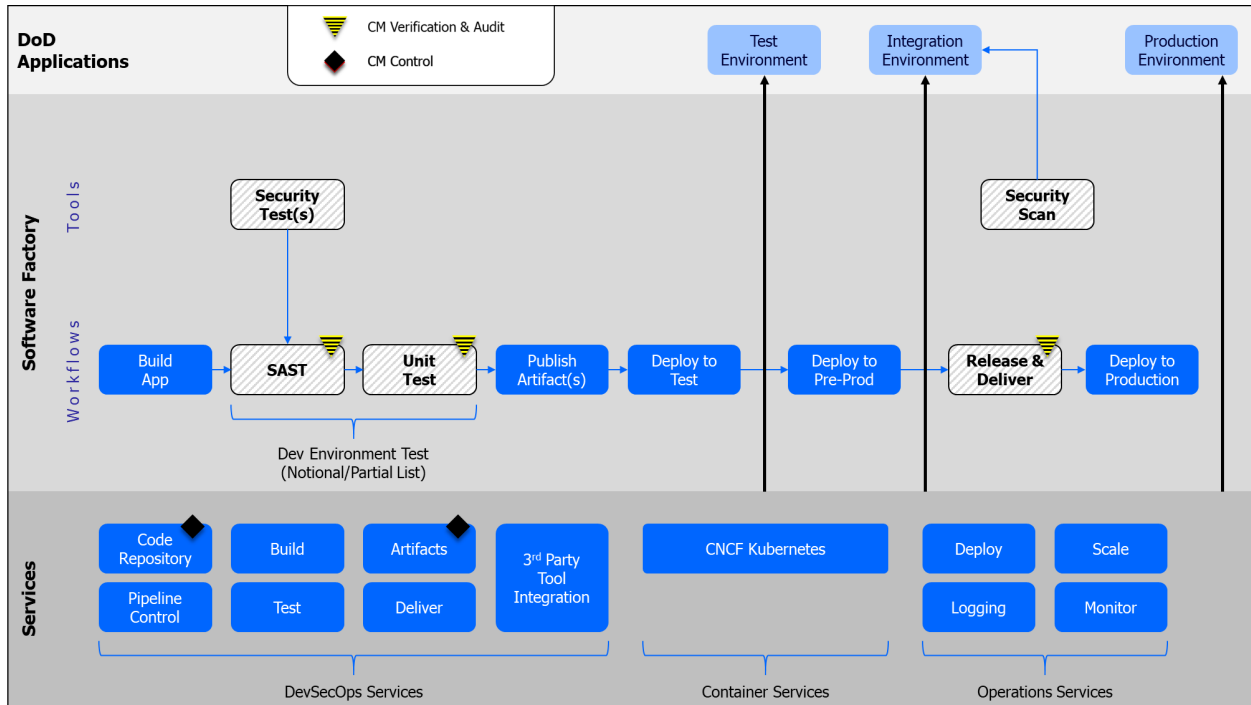 DoD
Applications
CM Verification & Audit
CM Control
Test
Environment
Integration
Environment
Production
Environment
Software Factory
Tools
Security
Test(s)
Security
Scan
Workflows
Build
App
SAST
Unit
Test
Publish
Artifact(s)
Deploy to
Test
Deploy to
Pre-Prod
Release &
Deliver
Deploy to
Production
Dev Environment Test
(Notional/Partial List)
Services
Code
Repository
Build
Artifacts
3rd Party
Tool
Integration
CNCF Kubernetes
Deploy
Scale
Pipeline
Control
Test
Deliver
Logging
Monitor
DevSecOps Services
Container Services
Operations Services